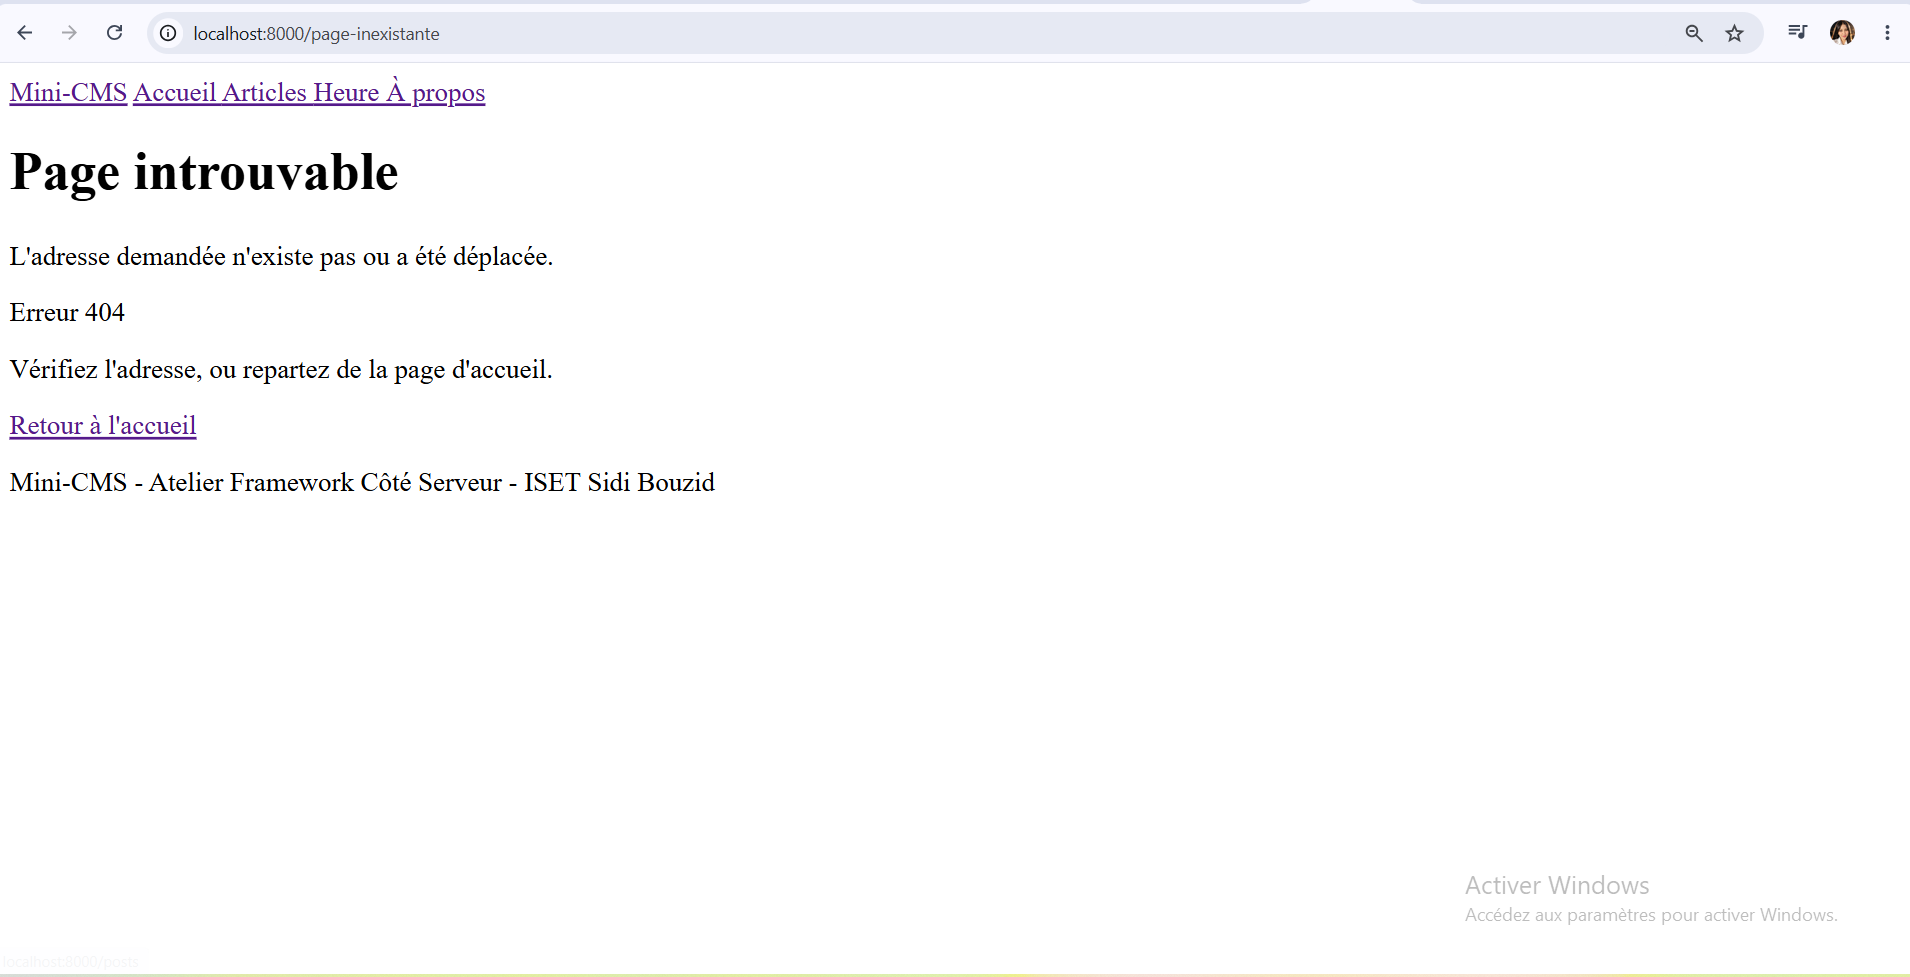 localhost:8000/page-inexistante
Mini-CMS Accueil Articles Heure À propos
Page introuvable
L'adresse demandée n'existe pas ou a été déplacée.
Erreur 404
Vérifiez l'adresse, ou repartez de la page d'accueil.
Retour à l'accueil
Mini-CMS - Atelier Framework Côté Serveur - ISET Sidi Bouzid
Activer Windows
Accédez aux paramètres pour activer Windows.
localhost:8000/posts